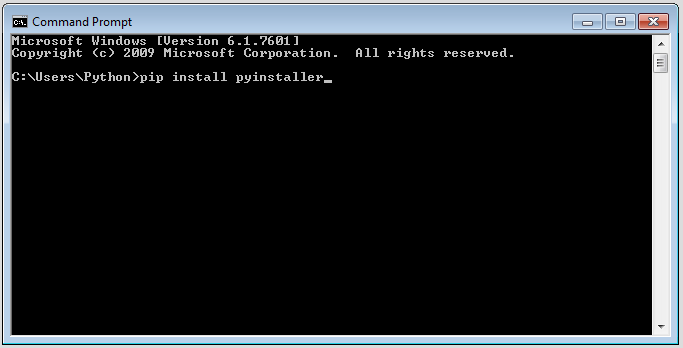 Command Prompt
Microsoft Windows [Version 6.1.7601]
Copyright (c) 2009 Microsoft Corporation.  All rights reserved.
C:\Users\Python>pip install pyinstaller_